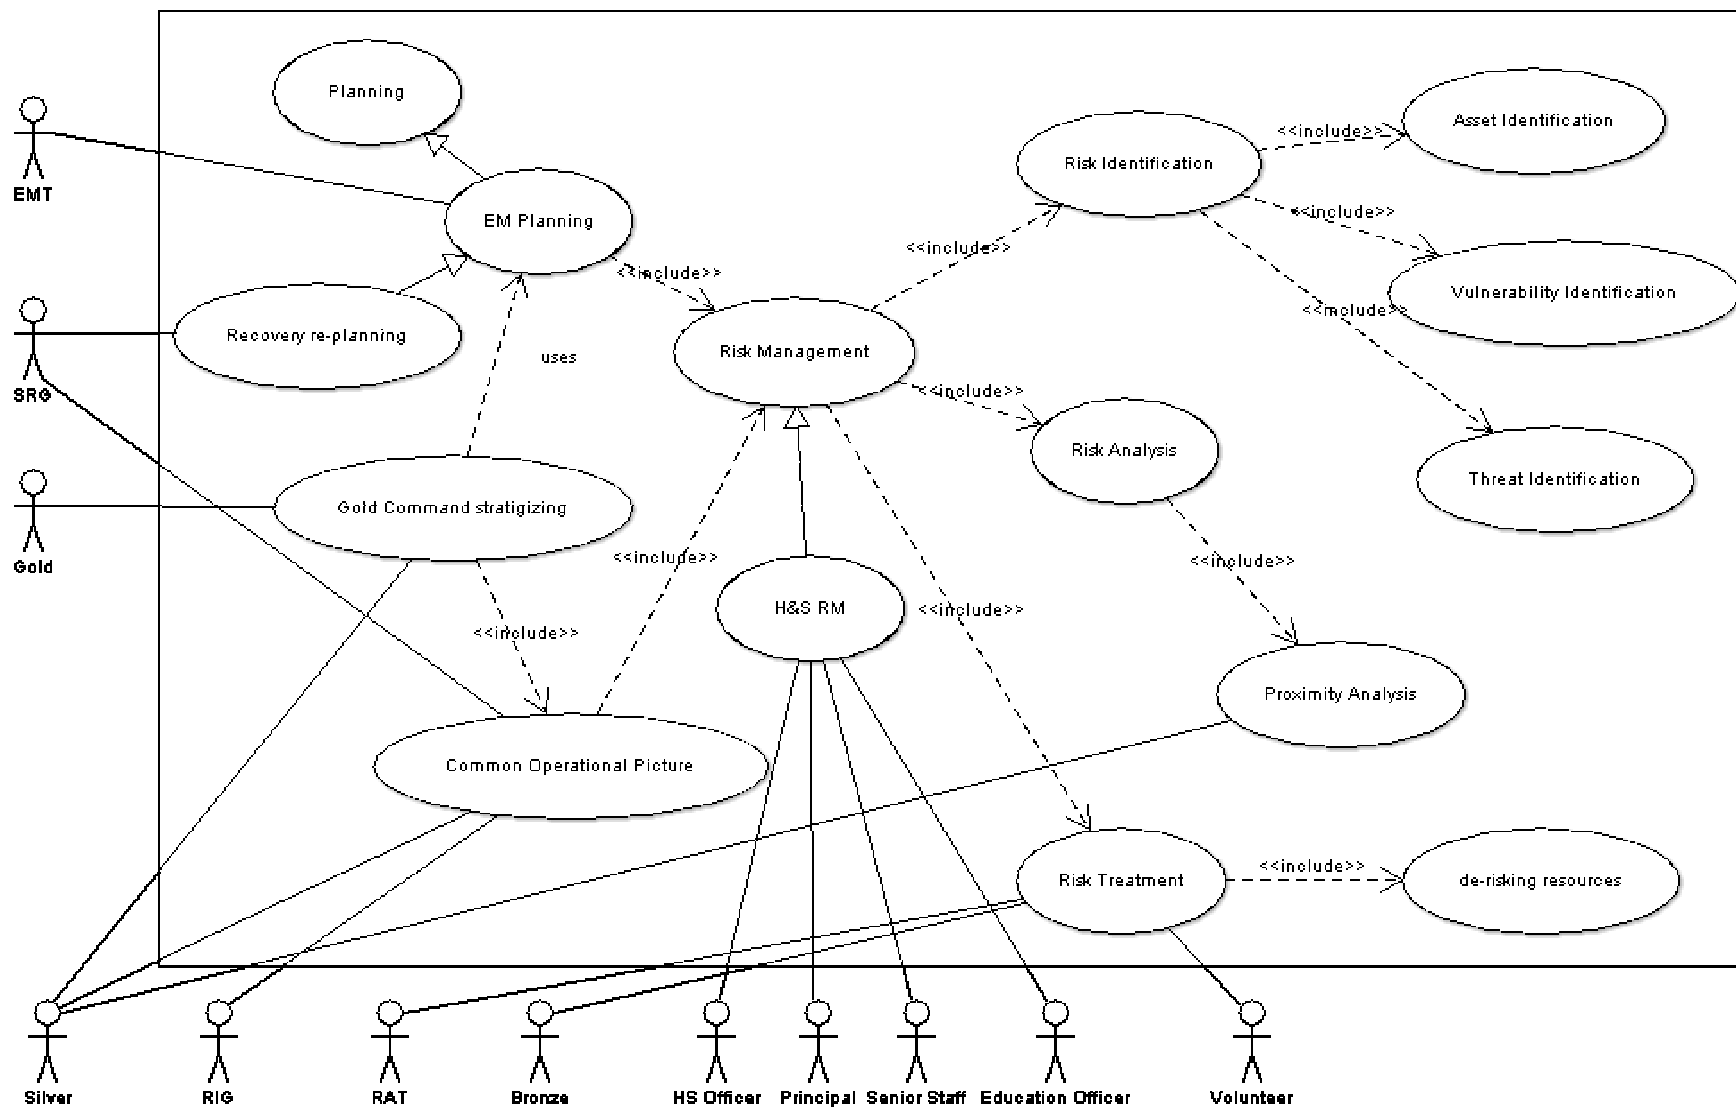 Planning
<<include>>
Asset Identification
Risk Identification
EMT
EM Planning
<<include>>
<<include>>
<<include>>
Vulnerability Identification
<<include>>
Recovery re-planning
uses
Risk Management
SRG
<<include>>
Risk Analysis
Threat Identification
Gold Command stratigizing
Gold
<<include>>
<<include>>
H&S RM
<<include>>
<<include>>
Proximity Analysis
Common Operational Picture
<<include>>
Risk Treatment
de-risking resources
Silver
RIG
RAT
Bronze
HS Officer
Principal
Senior Staff
Education Officer
Volunteer